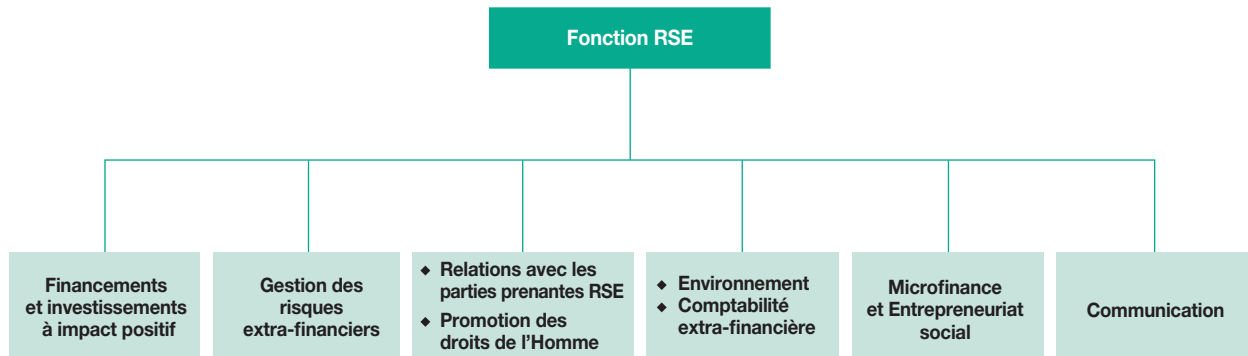 Fonction RSE
Financements
et investissements
à impact positif
Gestion des
risques
extra-financiers
◆ Relations avec les
parties prenantes RSE
◆ Promotion des
droits de l’Homme
◆ Environnement
◆ Comptabilité
extra-financière
Microfinance
et Entrepreneuriat
social
Communication